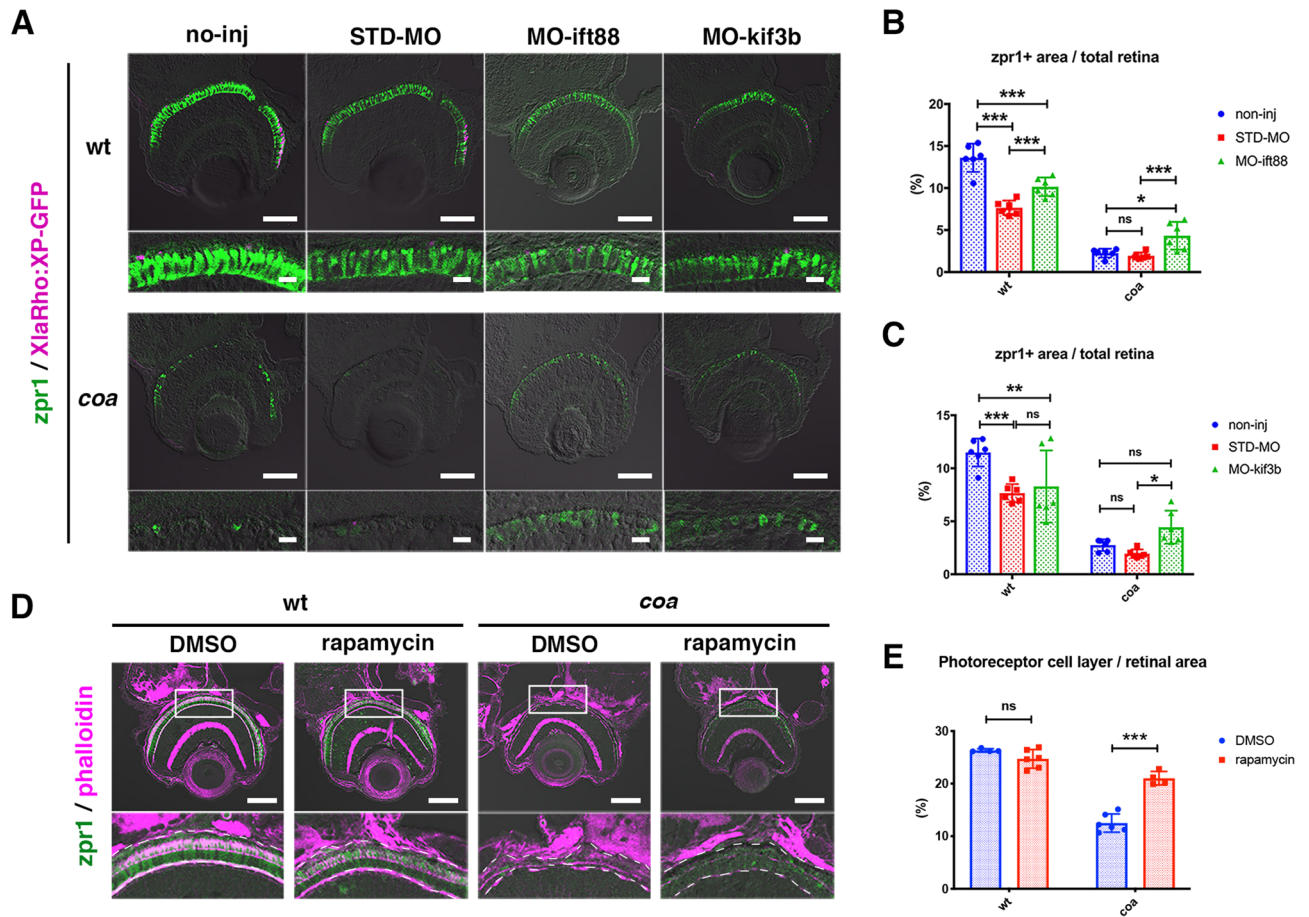 A
no-inj STD-MO MO-ift88 MO-kif3b
wt
coa
zpr1 / XlaRho:XP-GFP
B
zpr1+ area / total retina
(%)
20
15
10
5
0
***
***
***
***
*
ns
wt
coa
non-inj
STD-MO
MO-ift88
C
zpr1+ area / total retina
(%)
15
10
5
0
**
***
ns
ns
*
ns
wt
coa
non-inj
STD-MO
MO-kif3b
D
wt coa
DMSO rapamycin DMSO rapamycin
zpr1 / phalloidin
E
Photoreceptor cell layer / retinal area
(%)
30
20
10
0
ns
***
wt
coa
DMSO
rapamycin